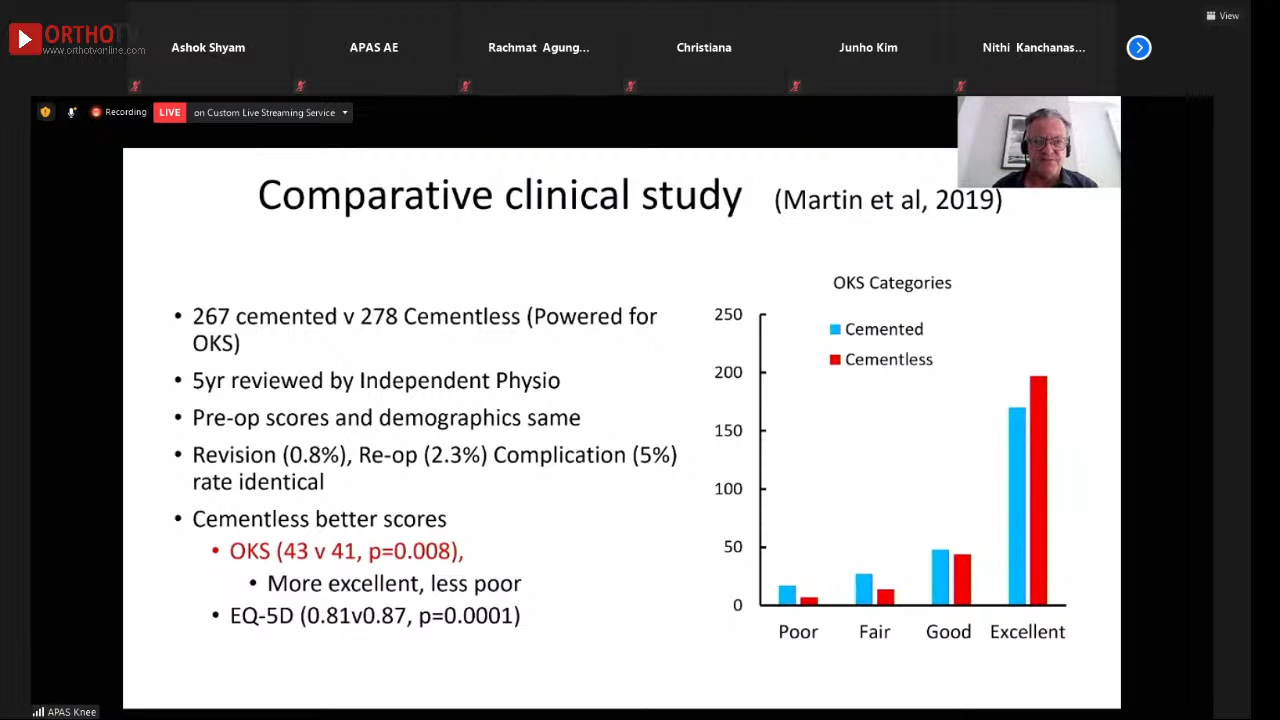 ORTHOTV
www.orthotvonline.com
View
Ashok Shyam
APAS AE
Rachmat Agung...
Christiana
Junho Kim
Nithi Kanchanas...
Recording
LIVE
on Custom Live Streaming Service
Comparative clinical study (Martin et al, 2019)
• 267 cemented v 278 Cementless (Powered for
OKS)
• 5yr reviewed by Independent Physio
• Pre-op scores and demographics same
• Revision (0.8%), Re-op (2.3%) Complication (5%)
rate identical
• Cementless better scores
• OKS (43 v 41, p=0.008),
• More excellent, less poor
• EQ-5D (0.81v0.87, p=0.0001)
OKS Categories
Cemented
Cementless
250
200
150
100
50
0
Poor Fair Good Excellent
APAS Knee